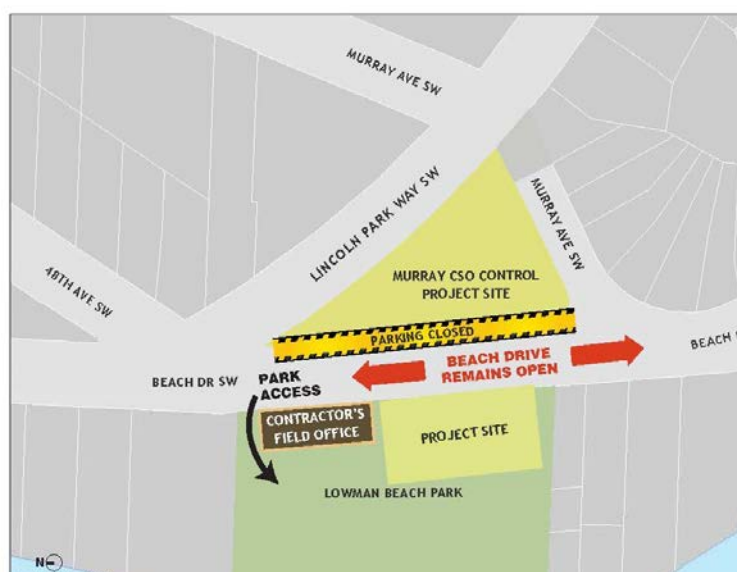 MURRAY AVE SW
LINCOLN PARK WAY SW
MURRAY AVE SW
48TH AVE SW
MURRAY CSO CONTROL
PROJECT SITE
PARKING CLOSED
BEACH DR SW
PARK
ACCESS
BEACH DRIVE
REMAINS OPEN
BEACH
CONTRACTOR'S
FIELD OFFICE
PROJECT SITE
LOWMAN BEACH PARK
N